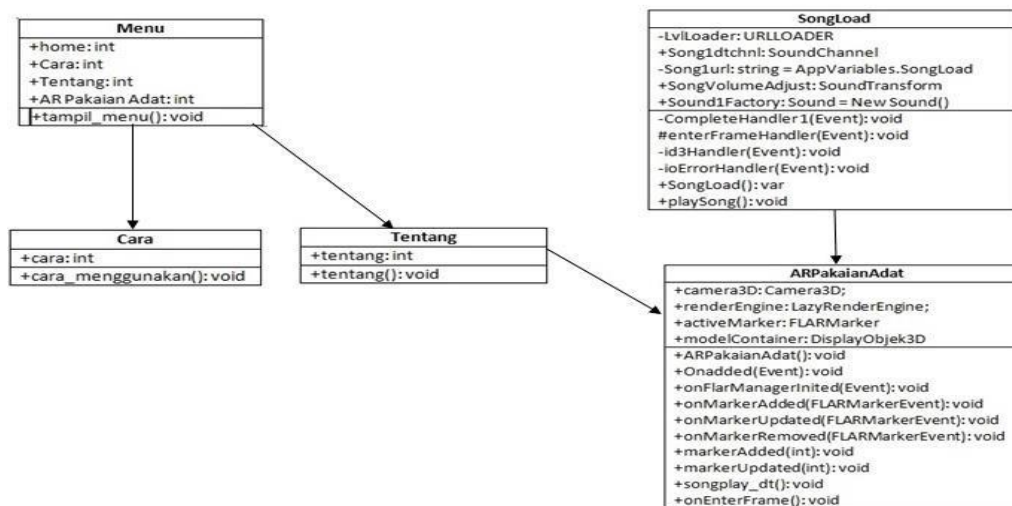 Menu
+home: int
+Cara: int
+Tentang: int
+AR Pakaian Adat: int
+tampil_menu(): void
SongLoad
-LvlLoader: URLLOADER
+Song1dtchnl: SoundChannel
-Song1url: string = AppVariables.SongLoad
+SongVolumeAdjust: SoundTransform
+Sound1Factory: Sound = New Sound()
-CompleteHandler1(Event): void
#enterFrameHandler(Event): void
-id3Handler(Event): void
-ioErrorHandler(Event): void
+SongLoad(): var
+playSong(): void
Cara
+cara: int
+cara_menggunakan(): void
Tentang
+tentang: int
+tentang(): void
ARPakaianAdat
+camera3D: Camera3D;
+renderEngine: LazyRenderEngine;
+activeMarker: FLARMarker
+modelContainer: DisplayObjek3D
+ARPakaianAdat(): void
+Onadded(Event): void
+onFlarManagerInited(Event): void
+onMarkerAdded(FLARMarkerEvent): void
+onMarkerUpdated(FLARMarkerEvent): void
+onMarkerRemoved(FLARMarkerEvent): void
+markerAdded(int): void
+markerUpdated(int): void
+songplay_dt(): void
+onEnterFrame(): void